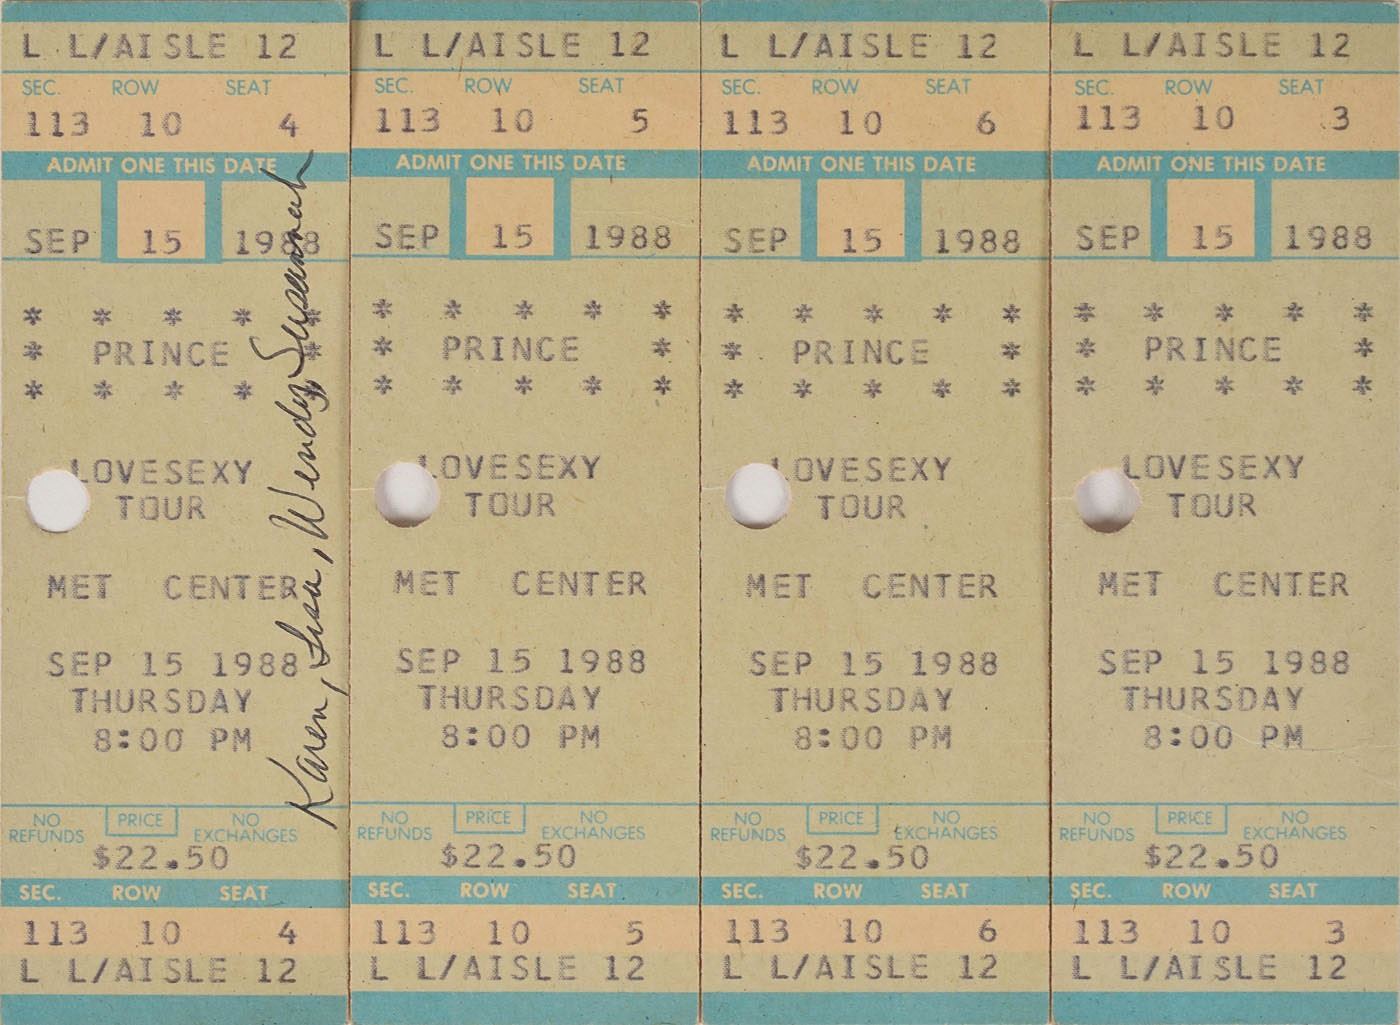 L L/AISLE 12
SEC. ROW SEAT
113 10 4
ADMIT ONE THIS DATE
SEP 15 1988
* * * * *
* PRINCE *
* * * * *
LOVESEXY
TOUR
MET CENTER
SEP 15 1988
THURSDAY
8:00 PM
NO REFUNDS PRICE NO EXCHANGES
$22.50
SEC. ROW SEAT
113 10 4
L L/AISLE 12
Karen, Lisa, Wendy Susannah
L L/AISLE 12
SEC. ROW SEAT
113 10 5
ADMIT ONE THIS DATE
SEP 15 1988
* * * * *
* PRINCE *
* * * * *
LOVESEXY
TOUR
MET CENTER
SEP 15 1988
THURSDAY
8:00 PM
NO REFUNDS PRICE NO EXCHANGES
$22.50
SEC. ROW SEAT
113 10 5
L L/AISLE 12
L L/AISLE 12
SEC. ROW SEAT
113 10 6
ADMIT ONE THIS DATE
SEP 15 1988
* * * * *
* PRINCE *
* * * * *
LOVESEXY
TOUR
MET CENTER
SEP 15 1988
THURSDAY
8:00 PM
NO REFUNDS PRICE NO EXCHANGES
$22.50
SEC. ROW SEAT
113 10 6
L L/AISLE 12
L L/AISLE 12
SEC. ROW SEAT
113 10 3
ADMIT ONE THIS DATE
SEP 15 1988
* * * * *
* PRINCE *
* * * * *
LOVESEXY
TOUR
MET CENTER
SEP 15 1988
THURSDAY
8:00 PM
NO REFUNDS PRICE NO EXCHANGES
$22.50
SEC. ROW SEAT
113 10 3
L L/AISLE 12